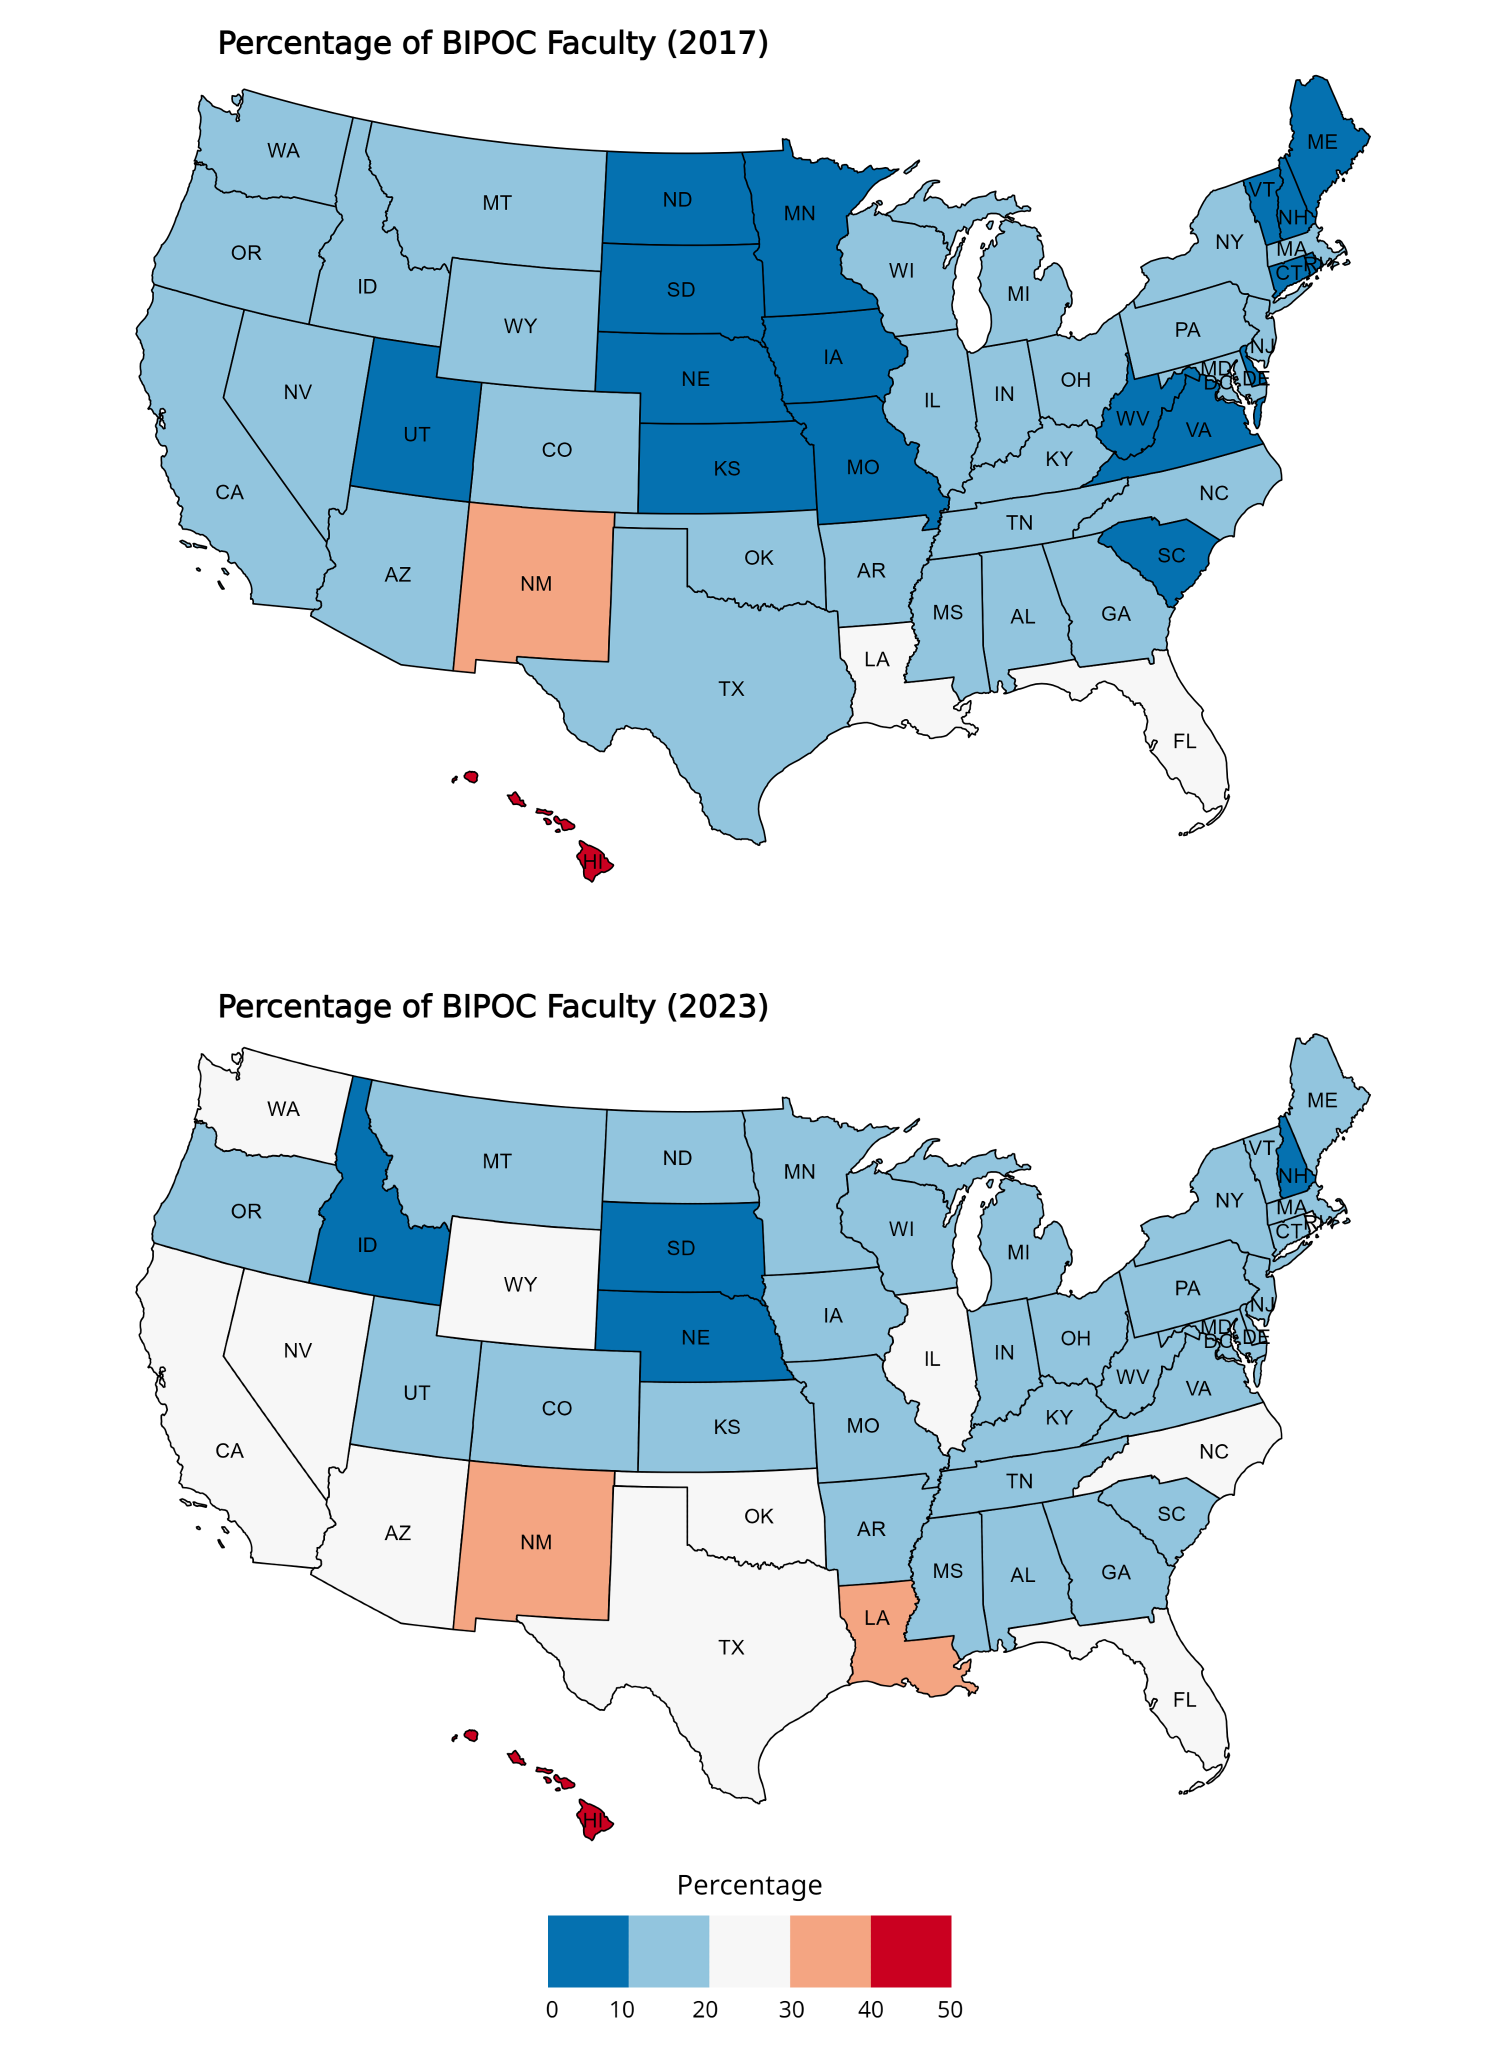 Percentage of BIPOC Faculty (2017)
ME
WA
VT
MT
ND
MN
NH
OR
NY
MA
RI
WI
CT
ID
SD
MI
WY
PA
NJ
IA
MD
NE
OH
DE
DC
NV
IN
IL
WV
UT
VA
CO
KY
KS
MO
CA
NC
TN
SC
OK
AZ
AR
NM
MS
GA
AL
LA
TX
FL
HI
Percentage of BIPOC Faculty (2023)
ME
WA
VT
MT
ND
MN
NH
OR
NY
MA
RI
WI
CT
ID
SD
MI
WY
PA
NJ
IA
MD
NE
OH
DE
DC
NV
IN
IL
WV
UT
VA
CO
KY
KS
MO
CA
NC
TN
SC
OK
AZ
AR
NM
MS
GA
AL
LA
TX
FL
HI
Percentage
0 10 20 30 40 50